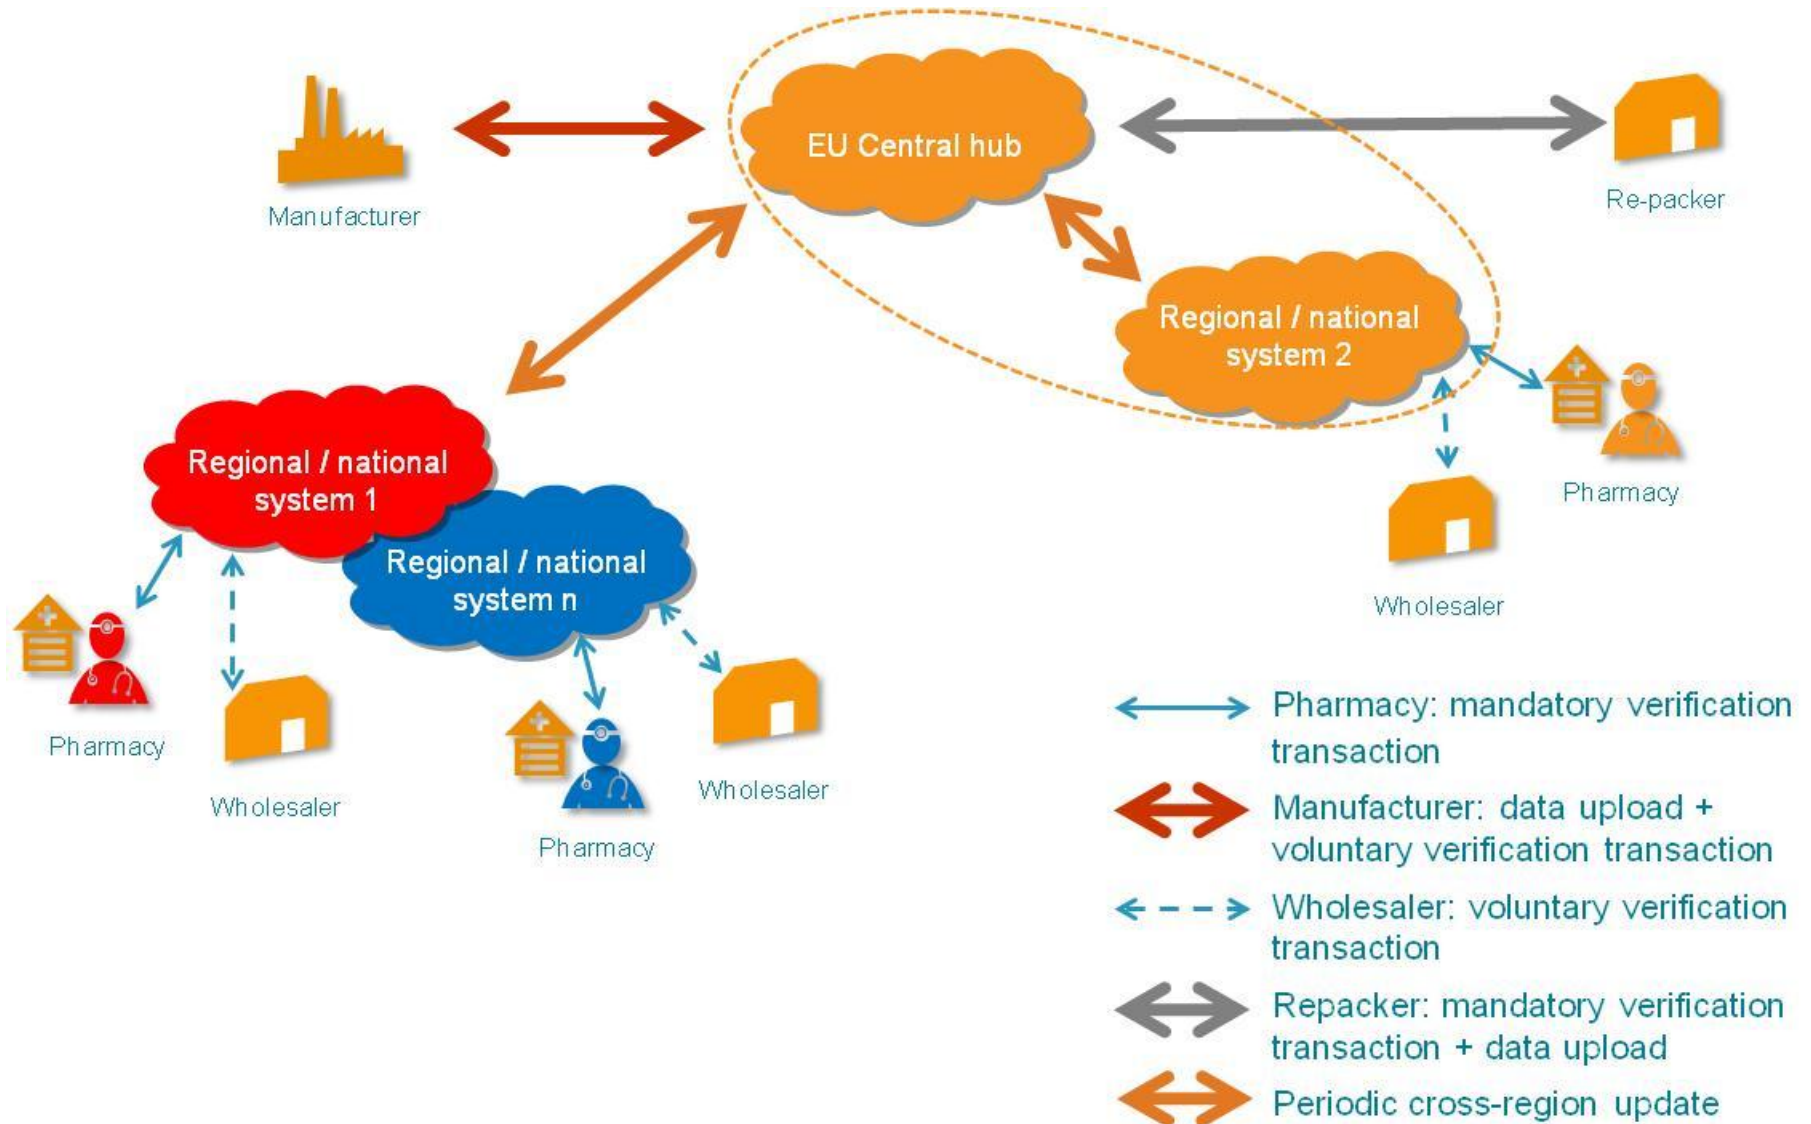 EU Central hub
Manufacturer
Re-packer
Regional / national
system 2
Pharmacy
Wholesaler
Regional / national
system 1
Regional / national
system n
Pharmacy
Wholesaler
Wholesaler
Pharmacy
Pharmacy: mandatory verification
transaction
Manufacturer: data upload +
voluntary verification transaction
Wholesaler: voluntary verification
transaction
Repacker: mandatory verification
transaction + data upload
Periodic cross-region update